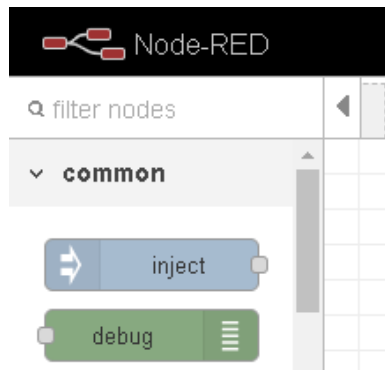 Node-RED
filter nodes
common
inject
debug